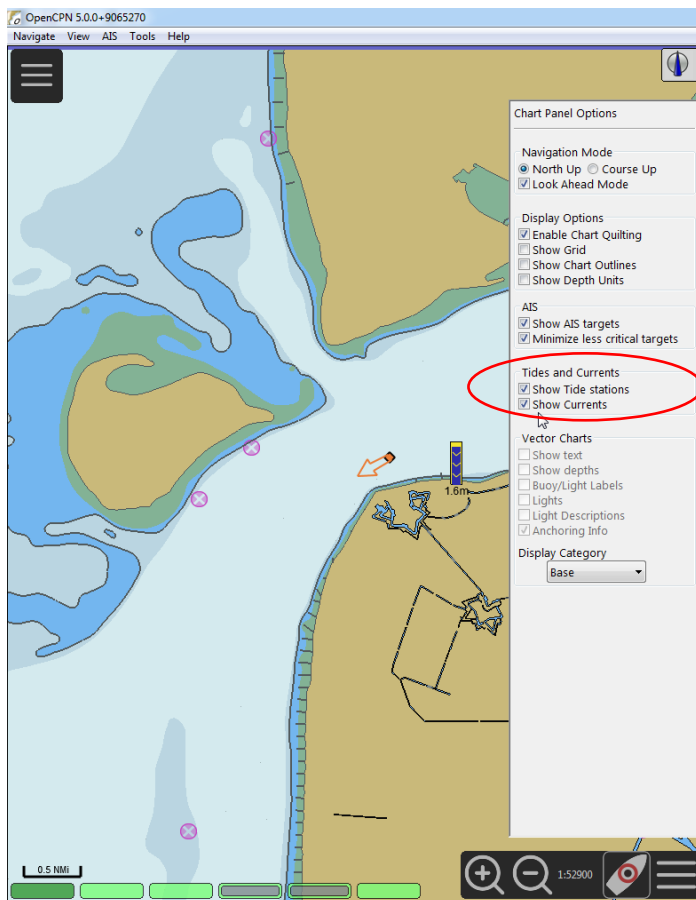 OpenCPN 5.0.0+9065270
Navigate View AIS Tools Help
Chart Panel Options
Navigation Mode
North Up Course Up
Look Ahead Mode
Display Options
Enable Chart Quilting
Show Grid
Show Chart Outlines
Show Depth Units
AIS
Show AIS targets
Minimize less critical targets
Tides and Currents
Show Tide stations
Show Currents
Vector Charts
Show text
Show depths
Buoy/Light Labels
Lights
Light Descriptions
Anchoring Info
Display Category
Base
1.6m
0.5 NMi
1:52900